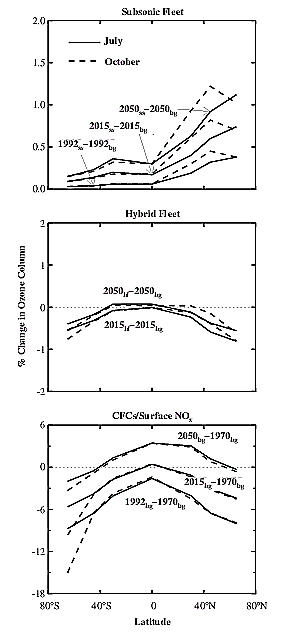 Subsonic Fleet
2.0
July
1.5
October
2050ss−2050bg
1.0
2015ss−2015bg
1992ss−1992bg
0.5
0.0
Hybrid Fleet
2
1
2050hf−2050bg
0
2015hf−2015bg
-1
-2
% Change in Ozone Column
CFCs/Surface NOx
6
2050bg−1970bg
0
2015bg−1970bg
-6
1992bg−1970bg
-12
-18
80°S 40°S 0 40°N 80°N
Latitude